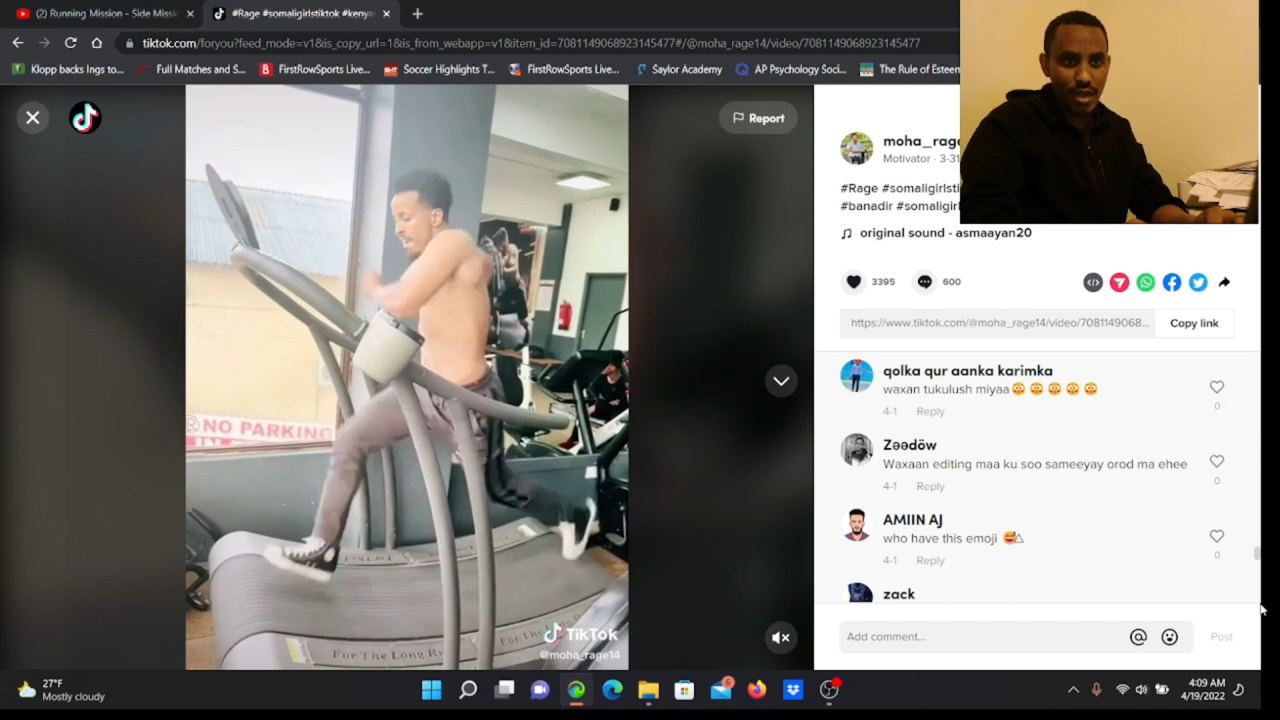 (2) Running Mission - Side Missi
#Rage #somaligirlstiktok #keny
tiktok.com/foryou?feed_mode=v1&is_copy_url=1&is_from_webapp=v1&item_id=7081149068923145477#/@moha_rage14/video/7081149068923145477
Klopp backs Ings to...
Full Matches and S...
FirstRowSports Live...
Soccer Highlights T...
FirstRowSports Live...
Saylor Academy
AP Psychology Soci...
The Rule of Esteem
Report
NO PARKING
For The Long Ru
For The
TikTok
@moha_rage14
moha_rage
Motivator · 3-31
#Rage #somaligirlsti
#banadir #somaligirl
original sound - asmaayan20
3395
600
https://www.tiktok.com/@moha_rage14/video/7081149068...
Copy link
qolka qur aanka karimka
waxan tukulush miyaa😳 😳 😳 😳 😳
4-1 Reply
0
Zəədöw
Waxaan editing maa ku soo sameeyay orod ma ehee
4-1 Reply
0
AMIIN AJ
who have this emoji 😅△
4-1 Reply
0
zack
Add comment...
@
Post
27°F
Mostly cloudy
6
4:09 AM
4/19/2022